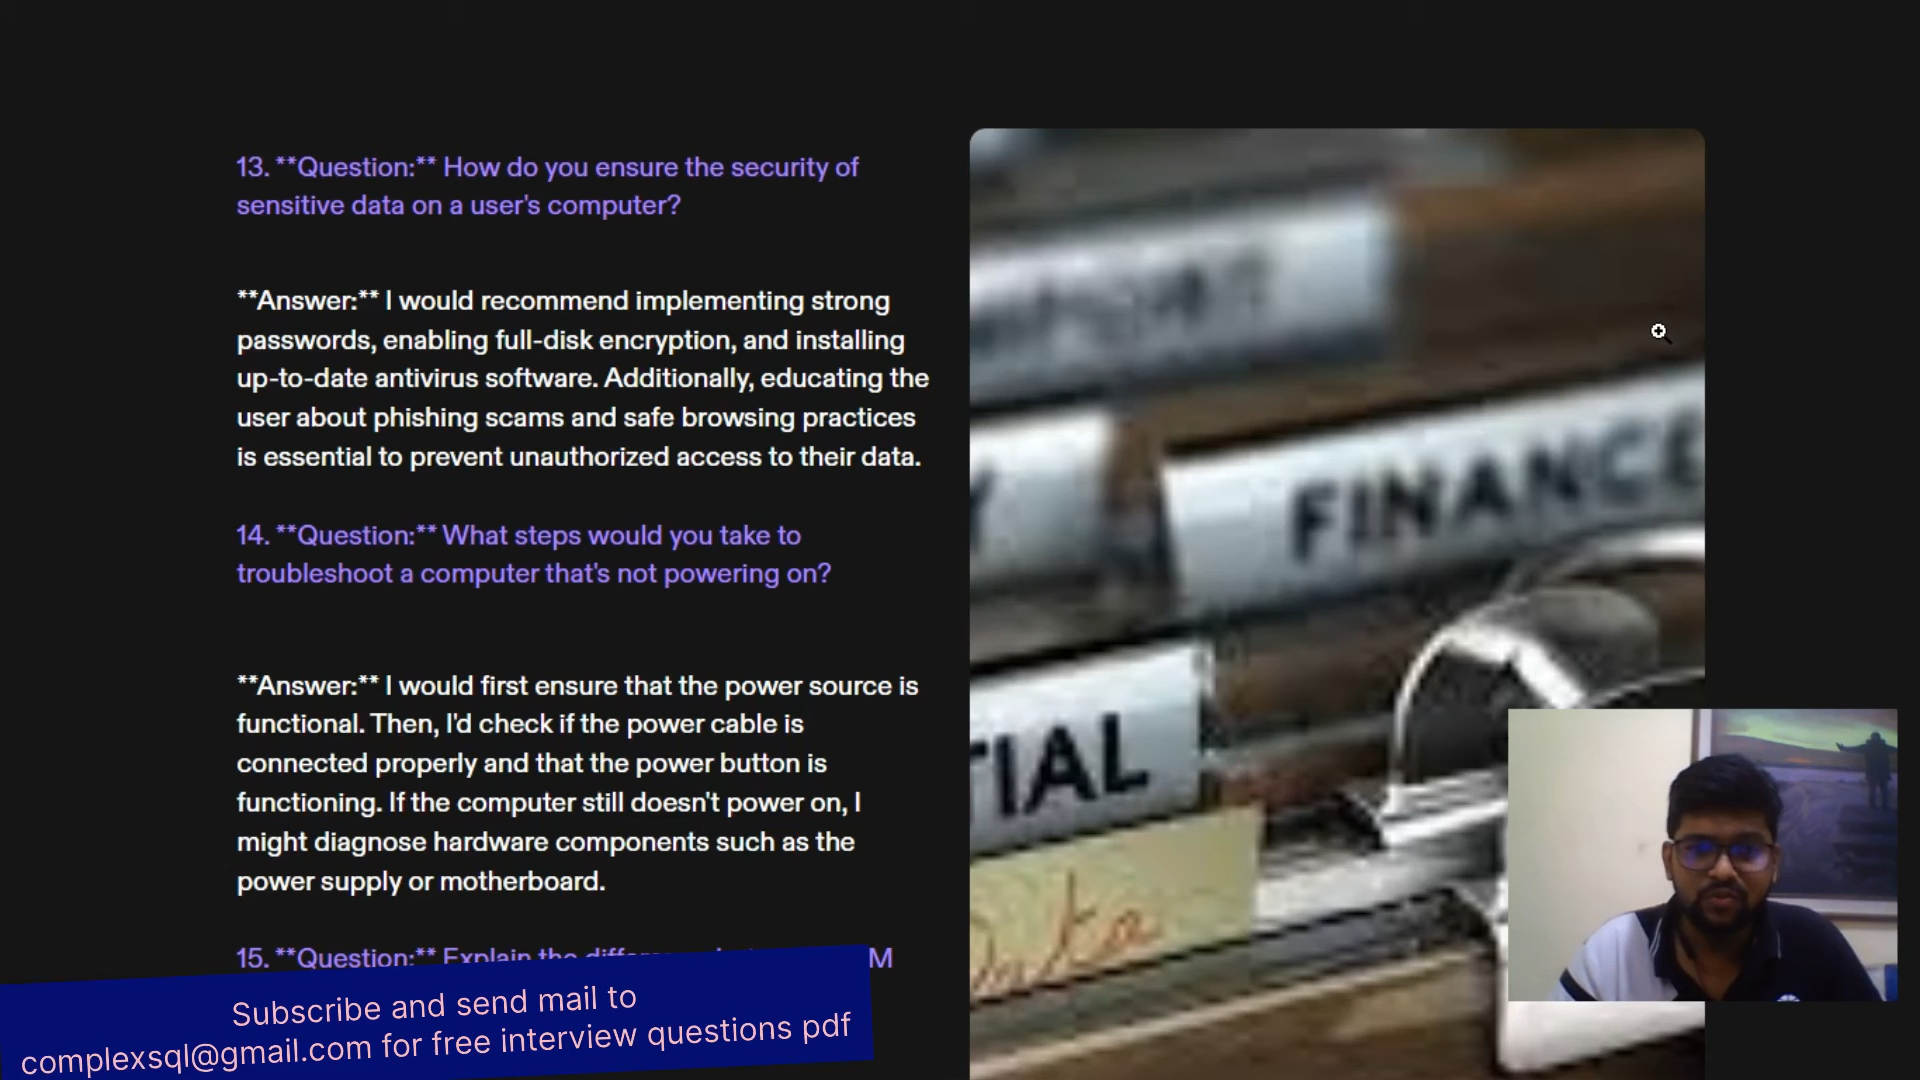 13. **Question:** How do you ensure the security of
sensitive data on a user's computer?
**Answer:** I would recommend implementing strong
passwords, enabling full-disk encryption, and installing
up-to-date antivirus software. Additionally, educating the
user about phishing scams and safe browsing practices
is essential to prevent unauthorized access to their data.
14. **Question:** What steps would you take to
troubleshoot a computer that's not powering on?
**Answer:** I would first ensure that the power source is
functional. Then, I'd check if the power cable is
connected properly and that the power button is
functioning. If the computer still doesn't power on, I
might diagnose hardware components such as the
power supply or motherboard.
15. **Question:** Explain the
Subscribe and send mail to
complexsql@gmail.com for free interview questions pdf
FINANCE
TIAL